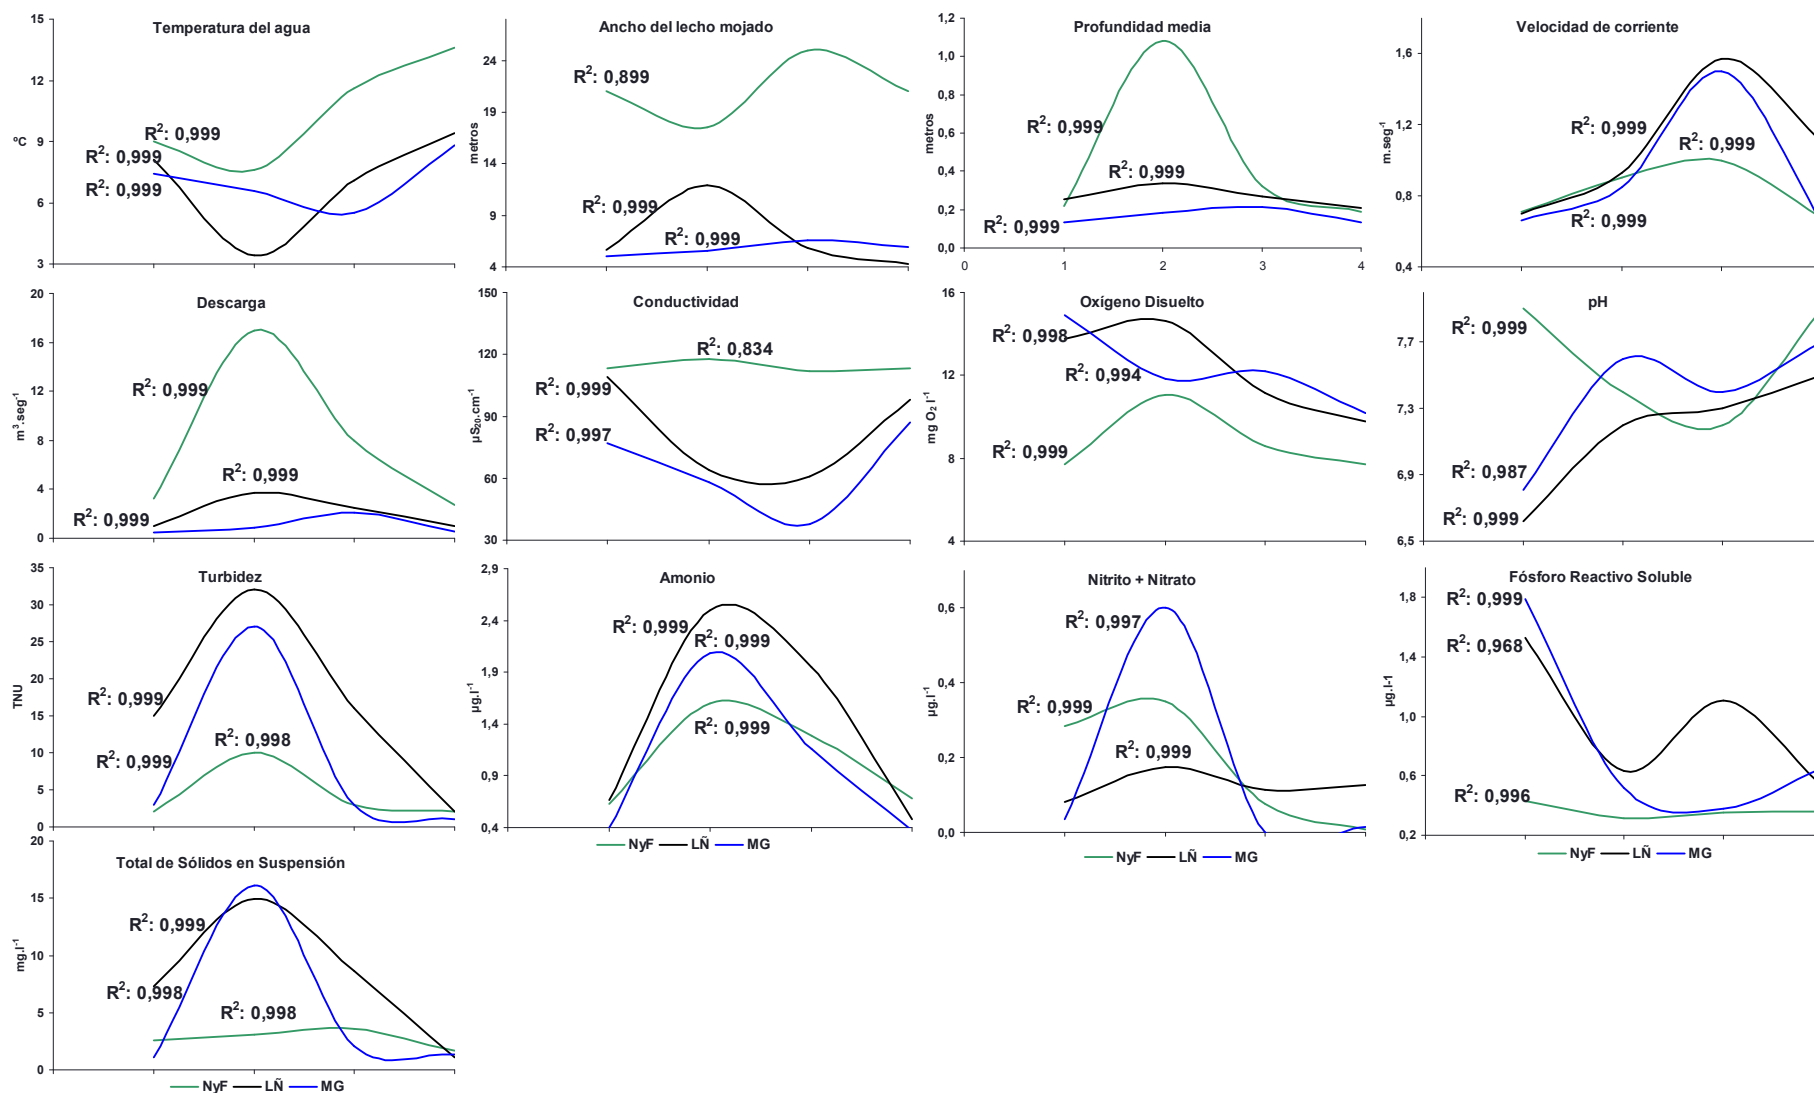 Temperatura del agua
15
12
9
6
3
ºC
R²: 0,999
R²: 0,999
R²: 0,999
Ancho del lecho mojado
24
19
14
9
4
metros
R²: 0,899
R²: 0,999
R²: 0,999
Profundidad media
1,2
1,0
0,8
0,6
0,4
0,2
0,0
metros
R²: 0,999
R²: 0,999
R²: 0,999
0 1 2 3 4
Velocidad de corriente
1,6
1,2
0,8
0,4
m.seg⁻¹
R²: 0,999
R²: 0,999
R²: 0,999
Descarga
20
16
12
8
4
0
m³.seg⁻¹
R²: 0,999
R²: 0,999
R²: 0,999
Conductividad
150
120
90
60
30
µS₂₀.cm⁻¹
R²: 0,834
R²: 0,999
R²: 0,997
Oxígeno Disuelto
16
12
8
4
mg O₂ l⁻¹
R²: 0,998
R²: 0,994
R²: 0,999
pH
7,7
7,3
6,9
6,5
R²: 0,999
R²: 0,987
R²: 0,999
Turbidez
35
30
25
20
15
10
5
0
TNU
R²: 0,999
R²: 0,998
R²: 0,999
Amonio
2,9
2,4
1,9
1,4
0,9
0,4
µg.l⁻¹
R²: 0,999
R²: 0,999
R²: 0,999
NyF LÑ MG
Nitrito + Nitrato
0,6
0,4
0,2
0,0
µg.l⁻¹
R²: 0,997
R²: 0,999
R²: 0,999
NyF LÑ MG
Fósforo Reactivo Soluble
1,8
1,4
1,0
0,6
0,2
µg.l-1
R²: 0,999
R²: 0,968
R²: 0,996
NyF LÑ MG
Total de Sólidos en Suspensión
20
15
10
5
0
mg.l⁻¹
R²: 0,999
R²: 0,998
R²: 0,998
NyF LÑ MG